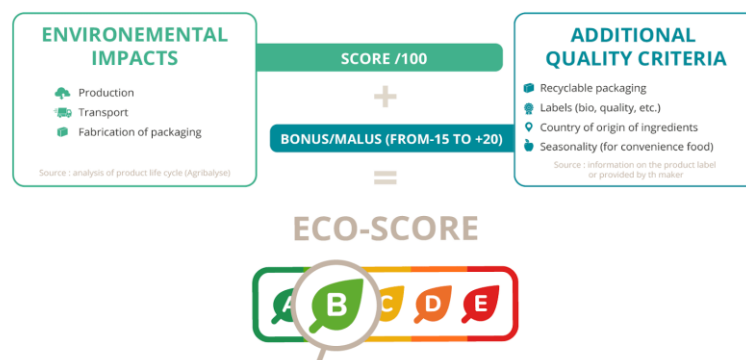 ENVIRONEMENTAL
IMPACTS
Production
Transport
Fabrication of packaging
Source : analysis of product life cycle (Agribalyse)
SCORE /100
+
BONUS/MALUS (FROM-15 TO +20)
=
ADDITIONAL
QUALITY CRITERIA
Recyclable packaging
Labels (bio, quality, etc.)
Country of origin of ingredients
Seasonality (for convenience food)
Source : information on the product label
or provided by th maker
ECO-SCORE
A B C D E